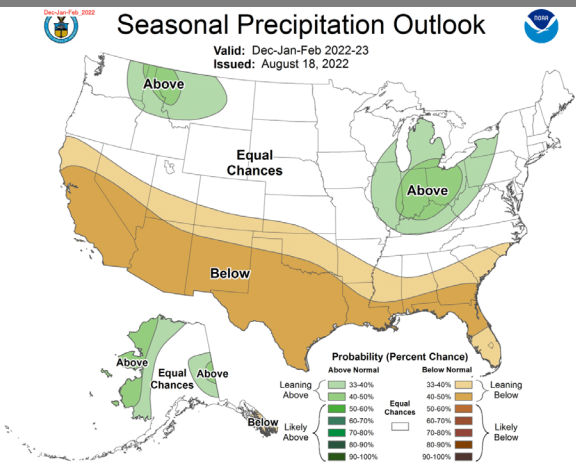 Dec-Jan-Feb_2022
Seasonal Precipitation Outlook
NOAA
Valid: Dec-Jan-Feb 2022-23
Issued: August 18, 2022
Above
Equal
Chances
Above
Below
Above
Equal
Chances
Above
Below
Probability (Percent Chance)
Above Normal
Below Normal
Leaning
Above
33-40%
40-50%
Likely
Above
50-60%
60-70%
70-80%
80-90%
90-100%
Equal
Chances
33-40%
40-50%
Leaning
Below
50-60%
60-70%
70-80%
80-90%
90-100%
Likely
Below